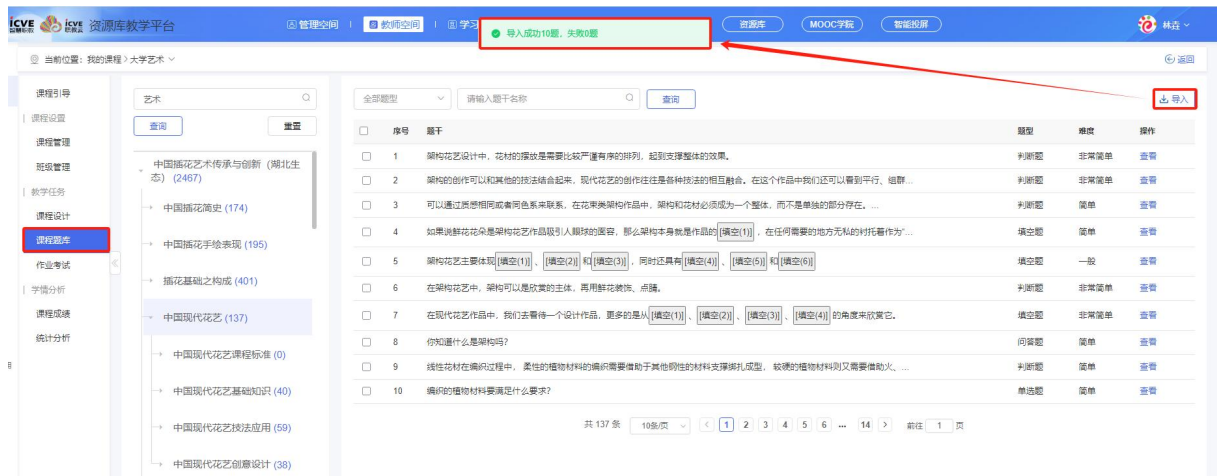 icve 智慧职教 icve 职教云 资源库教学平台 管理空间 教师空间 学习
导入成功10题，失败0题
资源库 MOOC学院 智能投屏 林垚
当前位置：我的课程 > 大学艺术 返回
课程引导
课程设置
课程管理
班级管理
教学任务
课程设计
课程题库
作业考试
学情分析
课程成绩
统计分析
艺术
查询 重置
中国插花艺术传承与创新（湖北生态）(2467)
中国插花简史 (174)
中国插花手绘表现 (195)
插花基础之构成 (401)
中国现代花艺 (137)
中国现代花艺课程标准 (0)
中国现代花艺基础知识 (40)
中国现代花艺技法应用 (59)
中国现代花艺创意设计 (38)
全部题型 请输入题干名称 查询 导入
序号 题干 题型 难度 操作
1 架构花艺设计中，花材的摆放是需要比较严谨有序的排列，起到支撑整体的效果。 判断题 非常简单 查看
2 架构的创作可以和其他的技法结合起来，现代花艺的创作往往是各种技法的相互融合。在这个作品中我们还可以看到平行、组群... 判断题 非常简单 查看
3 可以通过质感相同或者同色系来联系，在花束类架构作品中，架构和花材必须成为一个整体，而不是单独的部分存在。... 判断题 简单 查看
4 如果说鲜花花朵是架构花艺作品吸引人眼球的面容，那么架构本身就是作品的[填空(1)]，在任何需要的地方无私的衬托着作为“... 填空题 简单 查看
5 架构花艺主要体现[填空(1)]、[填空(2)]和[填空(3)]，同时还具有[填空(4)]、[填空(5)]和[填空(6)] 填空题 一般 查看
6 在架构花艺中，架构可以是欣赏的主体，再用鲜花装饰、点睛。 判断题 非常简单 查看
7 在现代花艺作品中，我们去看待一个设计作品，更多的是从[填空(1)]、[填空(2)]、[填空(3)]、[填空(4)]的角度来欣赏它。 填空题 非常简单 查看
8 你知道什么是架构吗？ 问答题 简单 查看
9 线性花材在编织过程中，柔性的植物材料的编织需要借助于其他钢性的材料支撑绑扎成型，较硬的植物材料则又需要借助火、... 判断题 简单 查看
10 编织的植物材料要满足什么要求？ 单选题 简单 查看
共 137 条 10条/页 < 1 2 3 4 5 6 ... 14 > 前往 1 页